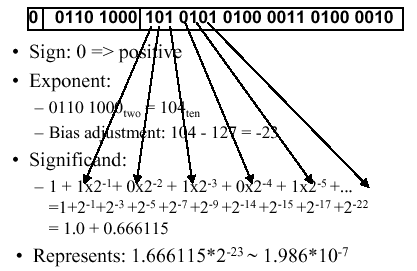 0 0110 1000 101 0101 0100 0011 0100 0010
• Sign: 0 => positive
• Exponent:
– 0110 1000two = 104ten
– Bias adjustment: 104 - 127 = -23
• Significand:
– 1 + 1x2-1+ 0x2-2 + 1x2-3 + 0x2-4 + 1x2-5 +...
=1+2-1+2-3 +2-5 +2-7 +2-9 +2-14 +2-15 +2-17 +2-22
= 1.0 + 0.666115
• Represents: 1.666115*2-23 ~ 1.986*10-7